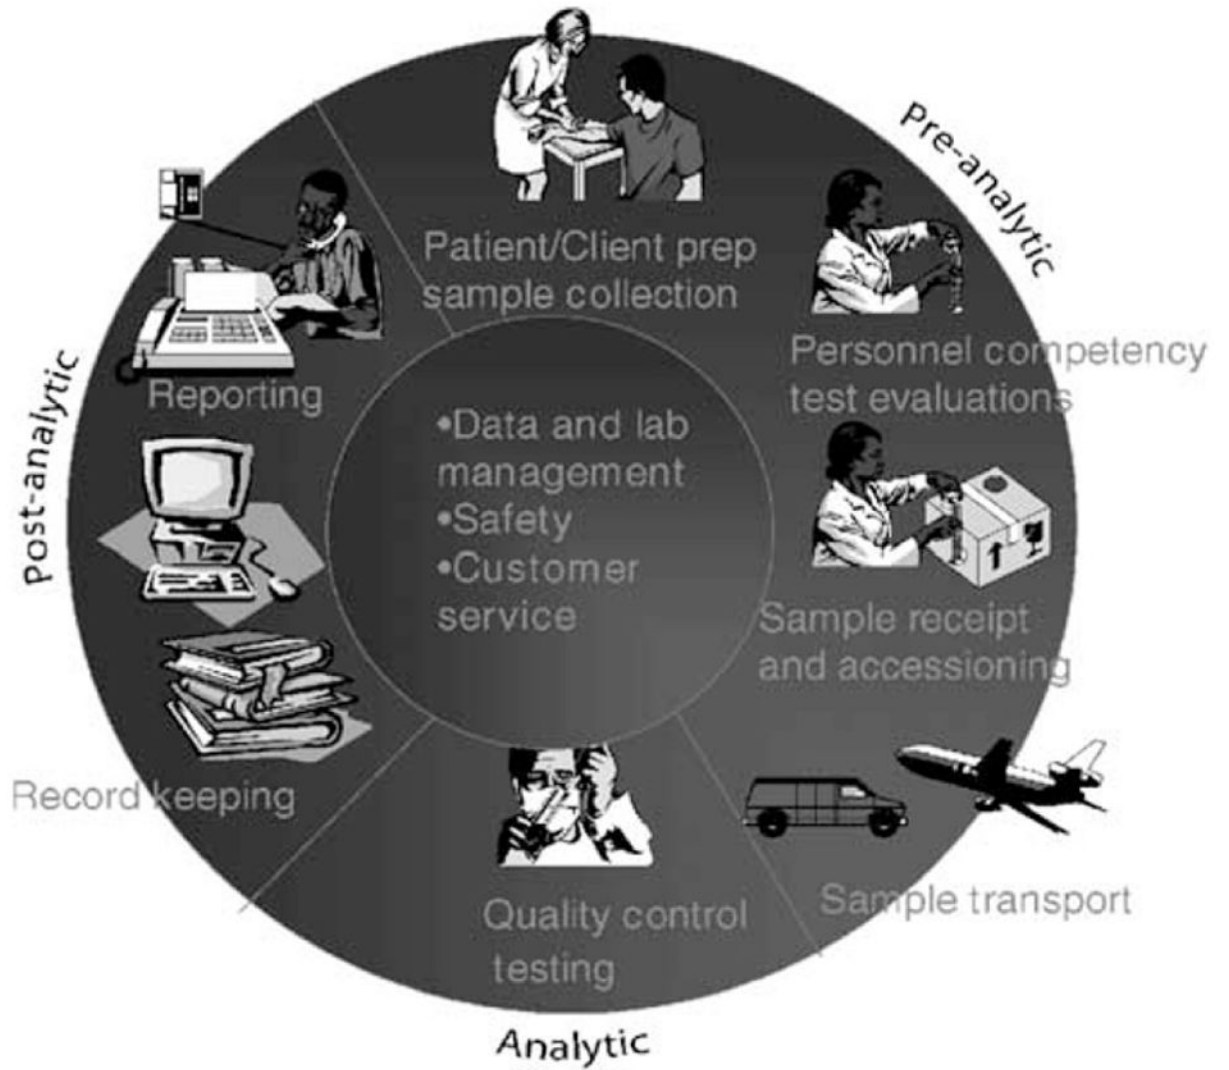 Pre-analytic
Patient/Client prep
sample collection
Personnel competency
test evaluations
Sample receipt
and accessioning
Sample transport
Quality control
testing
Analytic
Post-analytic
Reporting
Record keeping
•Data and lab
management
•Safety
•Customer
service